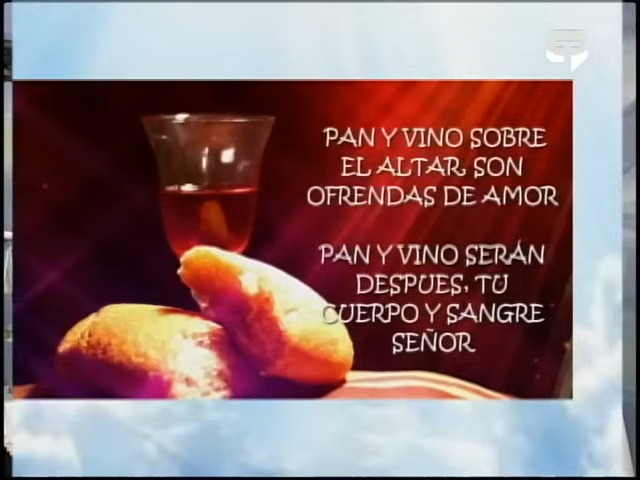 PAN Y VINO SOBRE
EL ALTAR, SON
OFRENDAS DE AMOR
PAN Y VINO SERÁN
DESPUES, TU
CUERPO Y SANGRE
SEÑOR